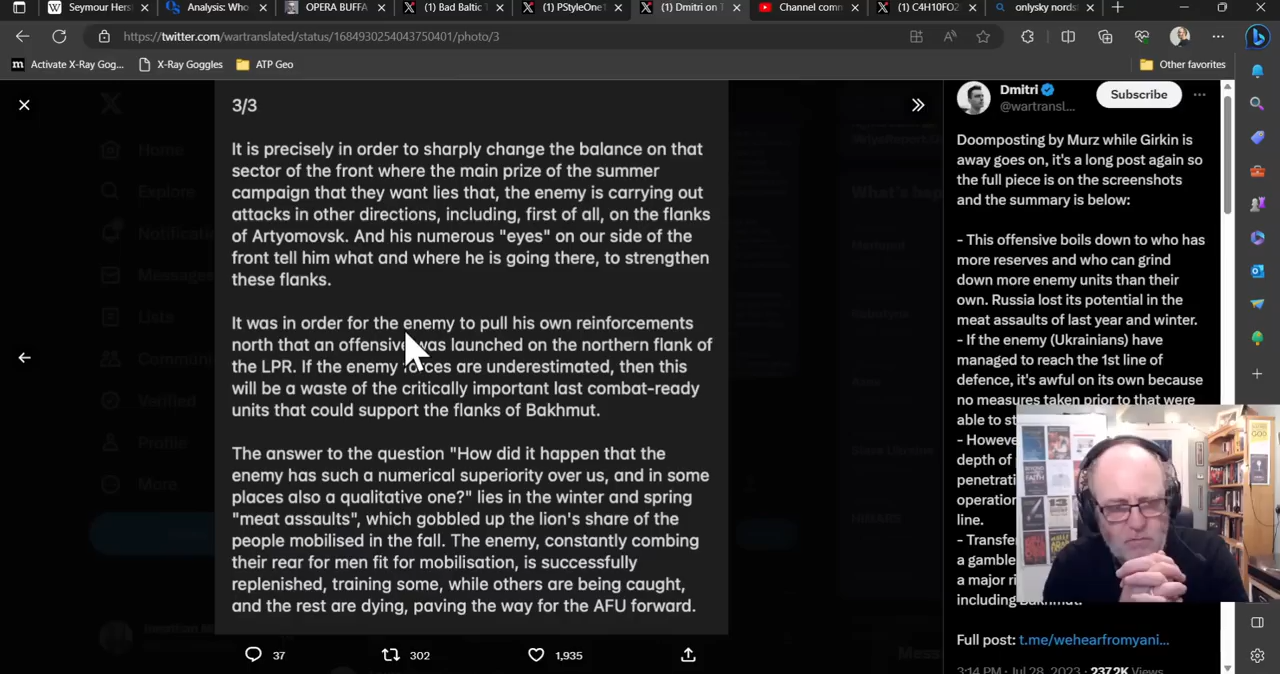 Seymour Hers
Analysis: Who
OPERA BUFFA
(1) Bad Baltic T
(1) PStyleOne1
(1) Dmitri on T
Channel comm
(1) C4H10FO2
onlysky nords
https://twitter.com/wartranslated/status/1684930254043750401/photo/3
Activate X-Ray Gog...
X-Ray Goggles
ATP Geo
Other favorites
3/3
It is precisely in order to sharply change the balance on that
sector of the front where the main prize of the summer
campaign that they want lies that, the enemy is carrying out
attacks in other directions, including, first of all, on the flanks
of Artyomovsk. And his numerous "eyes" on our side of the
front tell him what and where he is going there, to strengthen
these flanks.
It was in order for the enemy to pull his own reinforcements
north that an offensive was launched on the northern flank of
the LPR. If the enemy forces are underestimated, then this
will be a waste of the critically important last combat-ready
units that could support the flanks of Bakhmut.
The answer to the question "How did it happen that the
enemy has such a numerical superiority over us, and in some
places also a qualitative one?" lies in the winter and spring
"meat assaults", which gobbled up the lion's share of the
people mobilised in the fall. The enemy, constantly combing
their rear for men fit for mobilisation, is successfully
replenished, training some, while others are being caught,
and the rest are dying, paving the way for the AFU forward.
37
302
1,935
Dmitri
@wartransl...
Subscribe
Doomposting by Murz while Girkin is
away goes on, it's a long post again so
the full piece is on the screenshots
and the summary is below:
- This offensive boils down to who has
more reserves and who can grind
down more enemy units than their
own. Russia lost its potential in the
meat assaults of last year and winter.
- If the enemy (Ukrainians) have
managed to reach the 1st line of
defence, it's awful on its own because
no measures taken prior to that were
able to st
- Howeve
depth of
penetrati
operation
line.
- Transfe
a gamble
a major ri
including Bakhmut.
Full post: t.me/wehearfromyani...
3:14 PM · Jul 28, 2023 · 237.2K Views
Home
Explore
Notificati
Messages
Lists
Communi
Verified
Profile
More